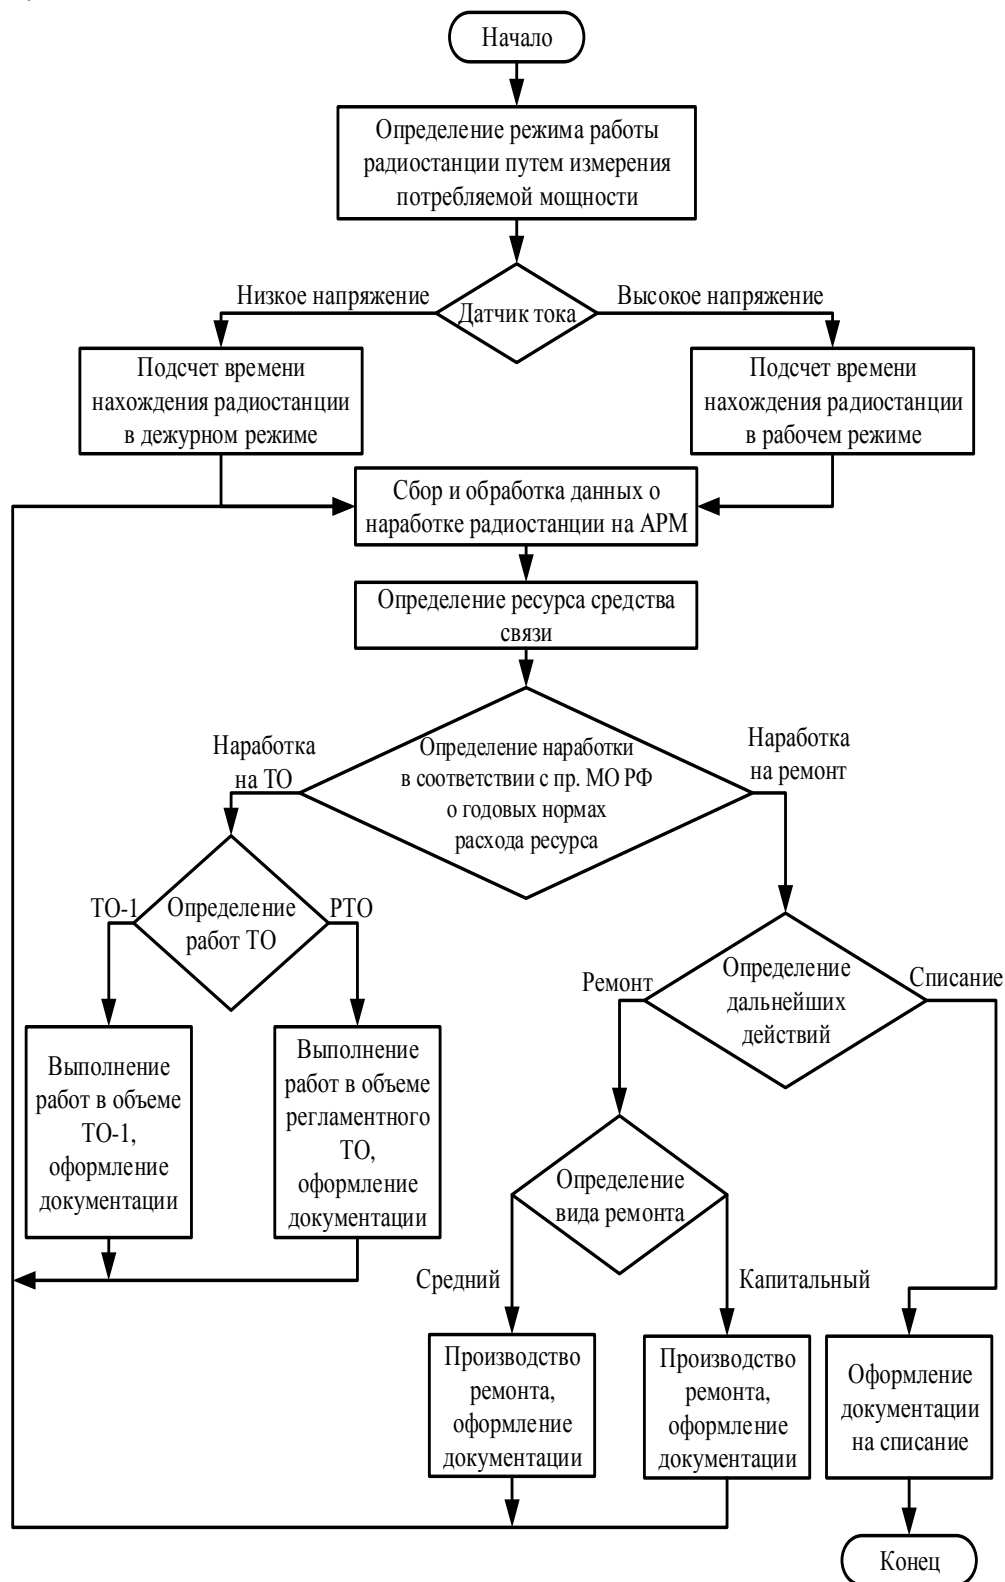 Начало
Определение режима работы
радиостанции путем измерения
потребляемой мощности
Низкое напряжение
Датчик тока
Высокое напряжение
Подсчет времени
нахождения радиостанции
в дежурном режиме
Подсчет времени
нахождения радиостанции
в рабочем режиме
Сбор и обработка данных о
наработке радиостанции на АРМ
Определение ресурса средства
связи
Наработка
на ТО
Определение наработки
в соответствии с пр. МО РФ
о годовых нормах
расхода ресурса
Наработка
на ремонт
ТО-1
Определение
работ ТО
РТО
Ремонт
Определение
дальнейших
действий
Списание
Выполнение
работ в объеме
ТО-1,
оформление
документации
Выполнение
работ в объеме
регламентного
ТО,
оформление
документации
Определение
вида ремонта
Средний
Капитальный
Производство
ремонта,
оформление
документации
Производство
ремонта,
оформление
документации
Оформление
документации
на списание
Конец